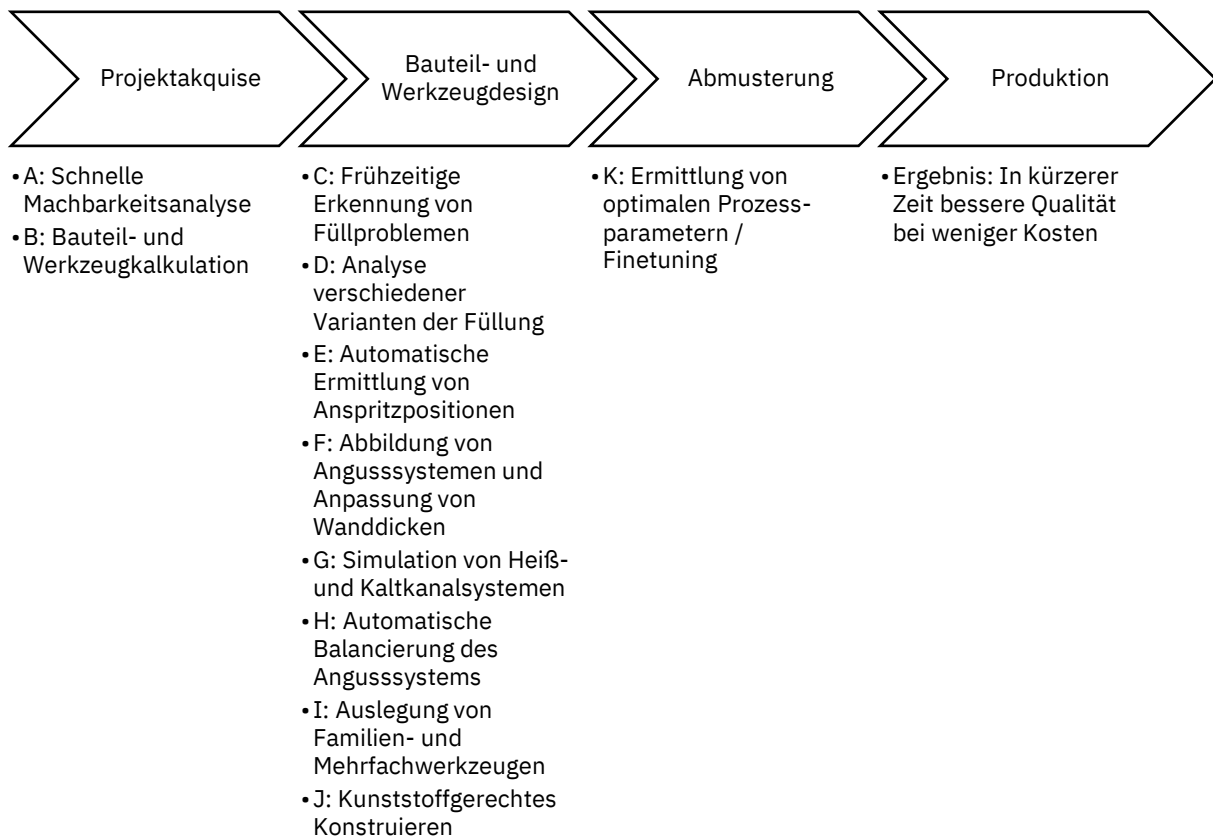 Projektakquise
Bauteil- und
Werkzeugdesign
Abmusterung
Produktion
• A: Schnelle
Machbarkeitsanalyse
• B: Bauteil- und
Werkzeugkalkulation
• C: Frühzeitige
Erkennung von
Füllproblemen
• D: Analyse
verschiedener
Varianten der Füllung
• E: Automatische
Ermittlung von
Anspritzpositionen
• F: Abbildung von
Angusssystemen und
Anpassung von
Wanddicken
• G: Simulation von Heiß-
und Kaltkanalsystemen
• H: Automatische
Balancierung des
Angusssystems
• I: Auslegung von
Familien- und
Mehrfachwerkzeugen
• J: Kunststoffgerechtes
Konstruieren
• K: Ermittlung von
optimalen Prozess-
parametern /
Finetuning
• Ergebnis: In kürzerer
Zeit bessere Qualität
bei weniger Kosten